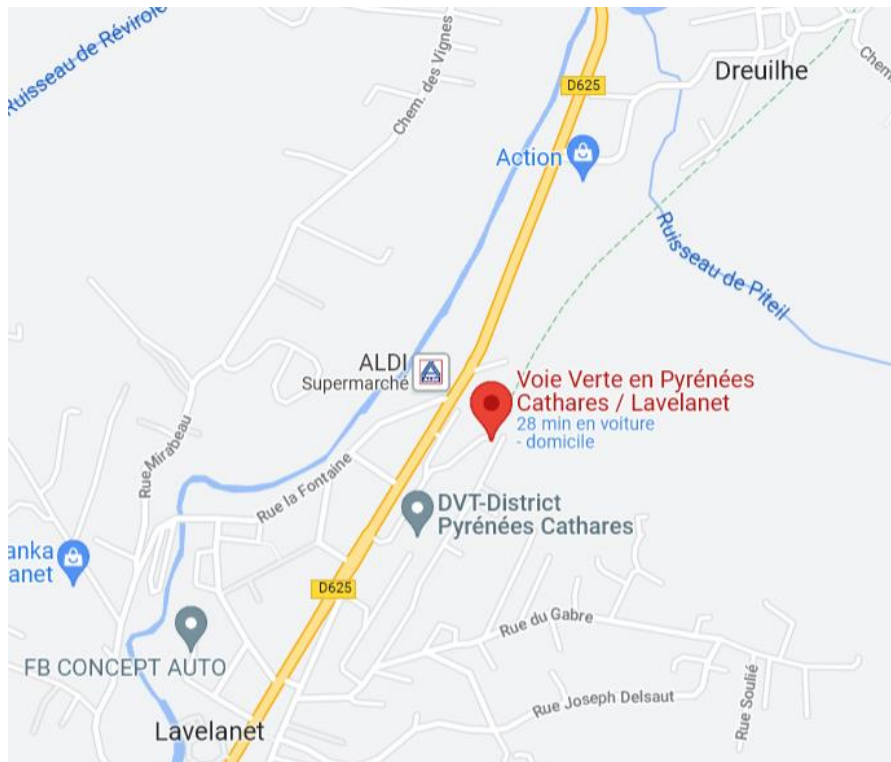 Ruisseau de Révirole
Chem. des Vignes
D625
Dreuilhe
Chem.
Action
Ruisseau de Piteil
ALDI
Supermarché
Voie Verte en Pyrénées
Cathares / Lavelanet
28 min en voiture
- domicile
Rue Mirabeau
Rue la Fontaine
DVT-District
Pyrénées Cathares
anka
anet
D625
Rue du Gabre
FB CONCEPT AUTO
Rue Joseph Delsaut
Rue Soulié
Lavelanet